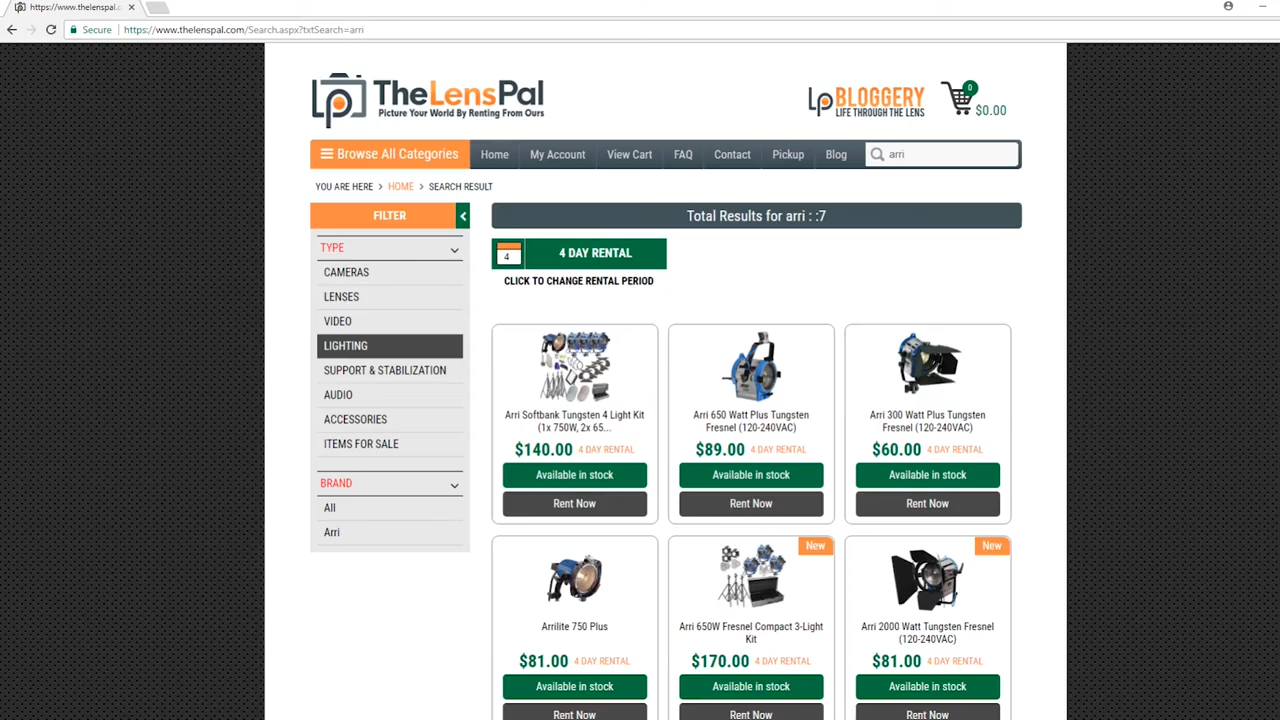 https://www.thelenspal.c
Secure https://www.thelenspal.com/Search.aspx?txtSearch=arri
TheLensPal
Picture Your World By Renting From Ours
lp BLOGGERY
LIFE THROUGH THE LENS
0
$0.00
Browse All Categories Home My Account View Cart FAQ Contact Pickup Blog arri
YOU ARE HERE > HOME > SEARCH RESULT
FILTER
Total Results for arri : :7
TYPE
CAMERAS
LENSES
VIDEO
LIGHTING
SUPPORT & STABILIZATION
AUDIO
ACCESSORIES
ITEMS FOR SALE
BRAND
All
Arri
4 4 DAY RENTAL
CLICK TO CHANGE RENTAL PERIOD
Arri Softbank Tungsten 4 Light Kit
(1x 750W, 2x 65...
$140.00 4 DAY RENTAL
Available in stock
Rent Now
Arri 650 Watt Plus Tungsten
Fresnel (120-240VAC)
$89.00 4 DAY RENTAL
Available in stock
Rent Now
Arri 300 Watt Plus Tungsten
Fresnel (120-240VAC)
$60.00 4 DAY RENTAL
Available in stock
Rent Now
Arrilite 750 Plus
$81.00 4 DAY RENTAL
Available in stock
Rent Now
New
Arri 650W Fresnel Compact 3-Light
Kit
$170.00 4 DAY RENTAL
Available in stock
Rent Now
New
Arri 2000 Watt Tungsten Fresnel
(120-240VAC)
$81.00 4 DAY RENTAL
Available in stock
Rent Now